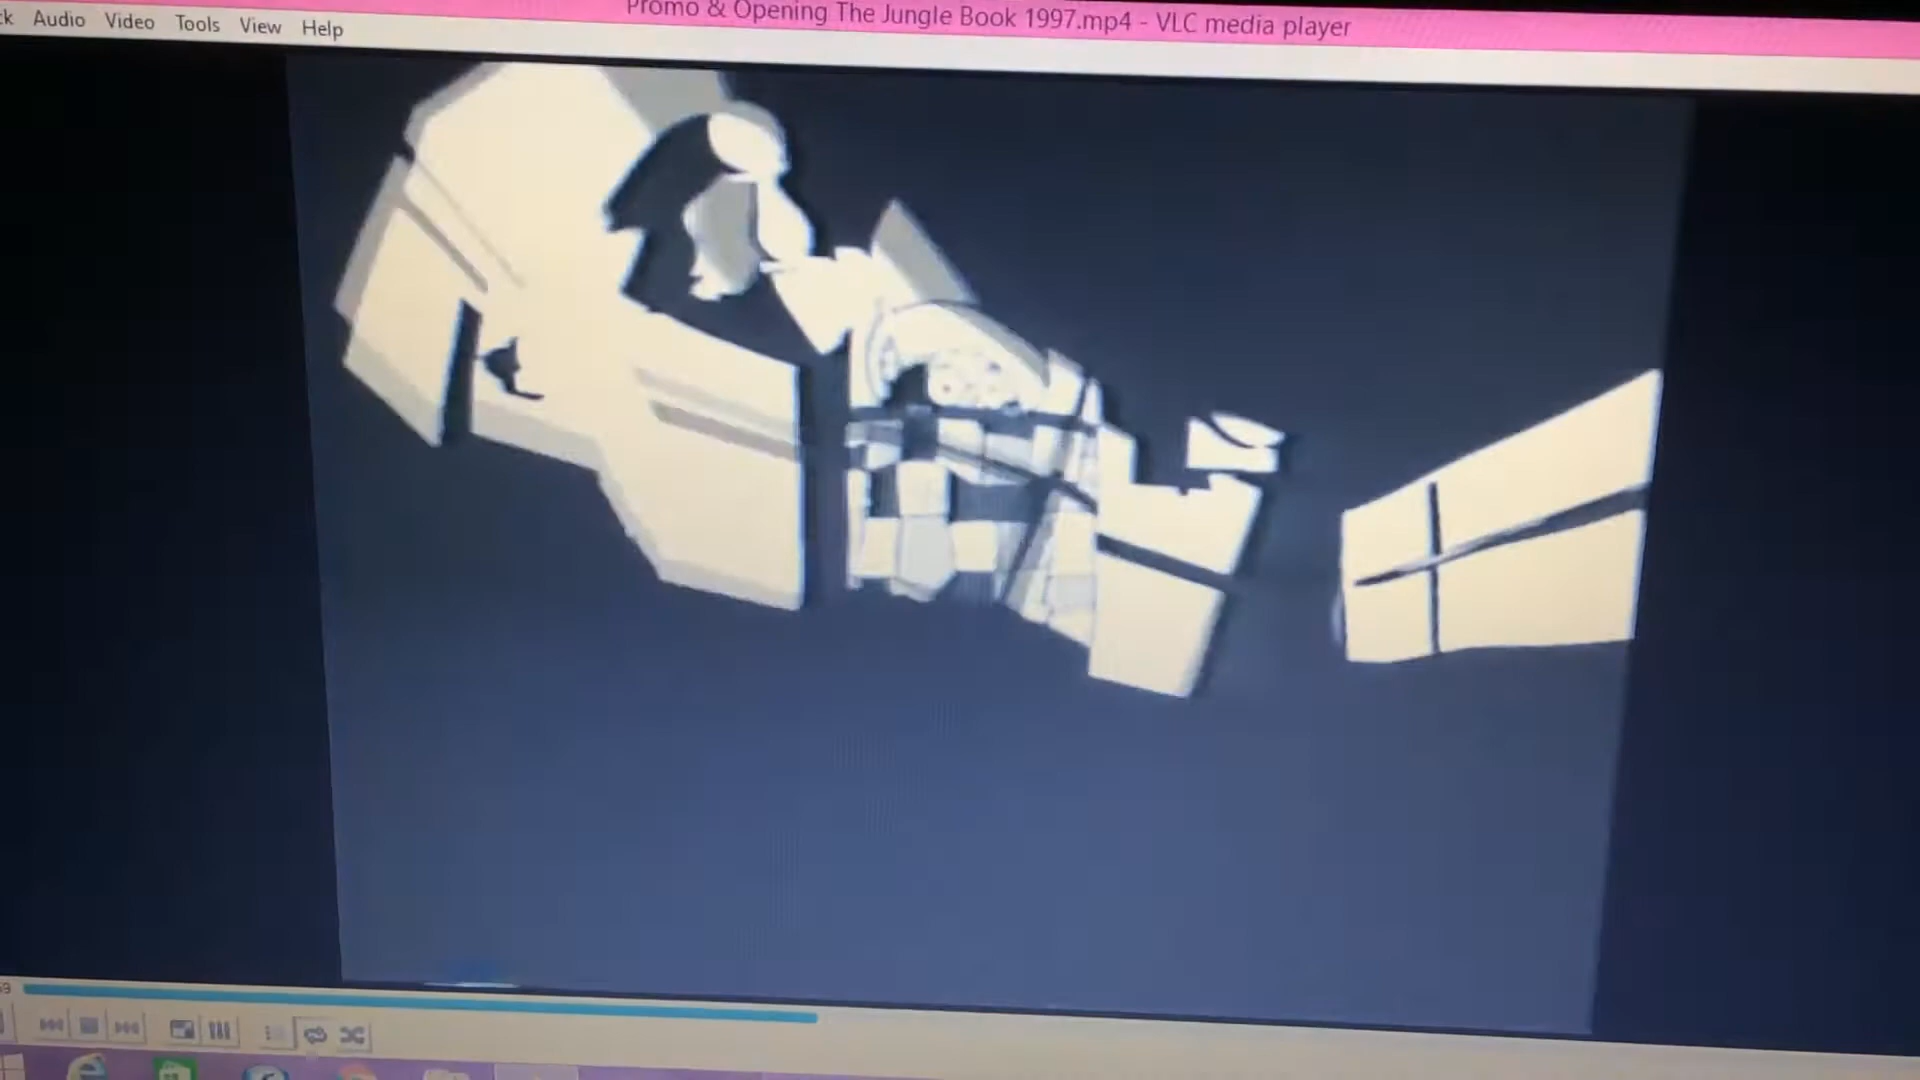 Promo & Opening The Jungle Book 1997.mp4 - VLC media player
Audio Video Tools View Help